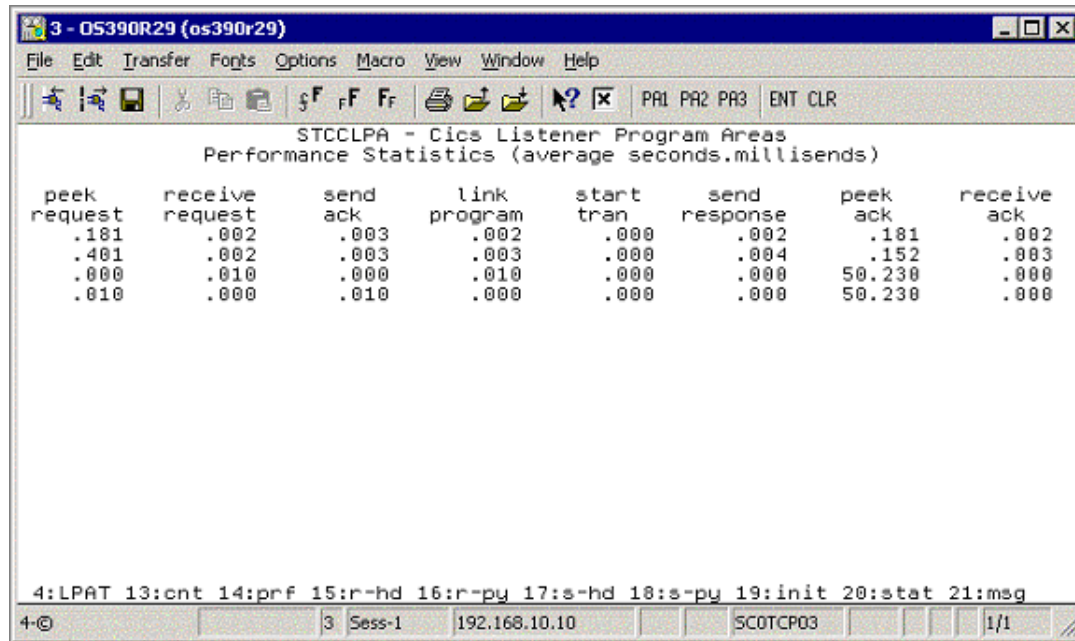 3 - OS390R29 (os390r29)
File Edit Transfer Fonts Options Macro View Window Help
PA1 PA2 PA3 ENT CLR
STCCLPA - Cics Listener Program Areas
Performance Statistics (average seconds.millisends)
peek receive send link start send peek receive
request request ack program tran response ack ack
.181 .002 .003 .002 .000 .002 .181 .002
.401 .002 .003 .003 .000 .004 .152 .003
.000 .010 .000 .010 .000 .000 50.230 .000
.010 .000 .010 .000 .000 .000 50.230 .000
4:LPAT 13:cnt 14:prf 15:r-hd 16:r-py 17:s-hd 18:s-py 19:init 20:stat 21:msg
4-© 3 Sess-1 192.168.10.10 SC0TCP03 1/1